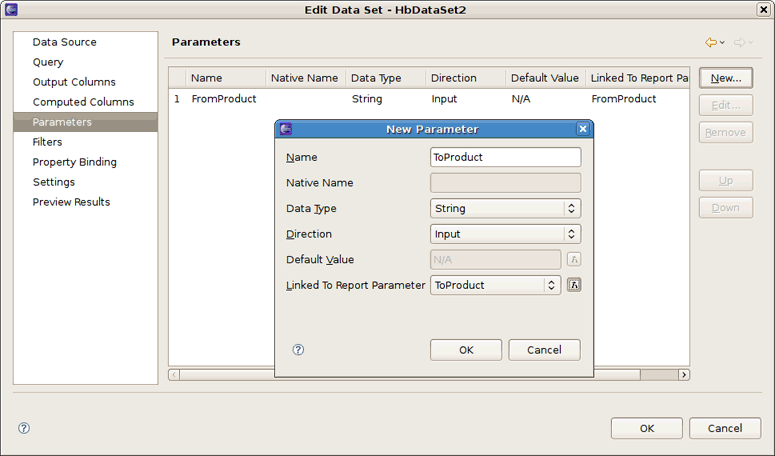 Edit Data Set - HbDataSet2
Data Source
Query
Output Columns
Computed Columns
Parameters
Filters
Property Binding
Settings
Preview Results
Parameters
Name Native Name Data Type Direction Default Value Linked To Report Pa
1 FromProduct String Input N/A FromProduct
New...
Edit...
Remove
Up
Down
New Parameter
Name ToProduct
Native Name
Data Type String
Direction Input
Default Value N/A fx
Linked To Report Parameter ToProduct fx
OK Cancel
OK Cancel